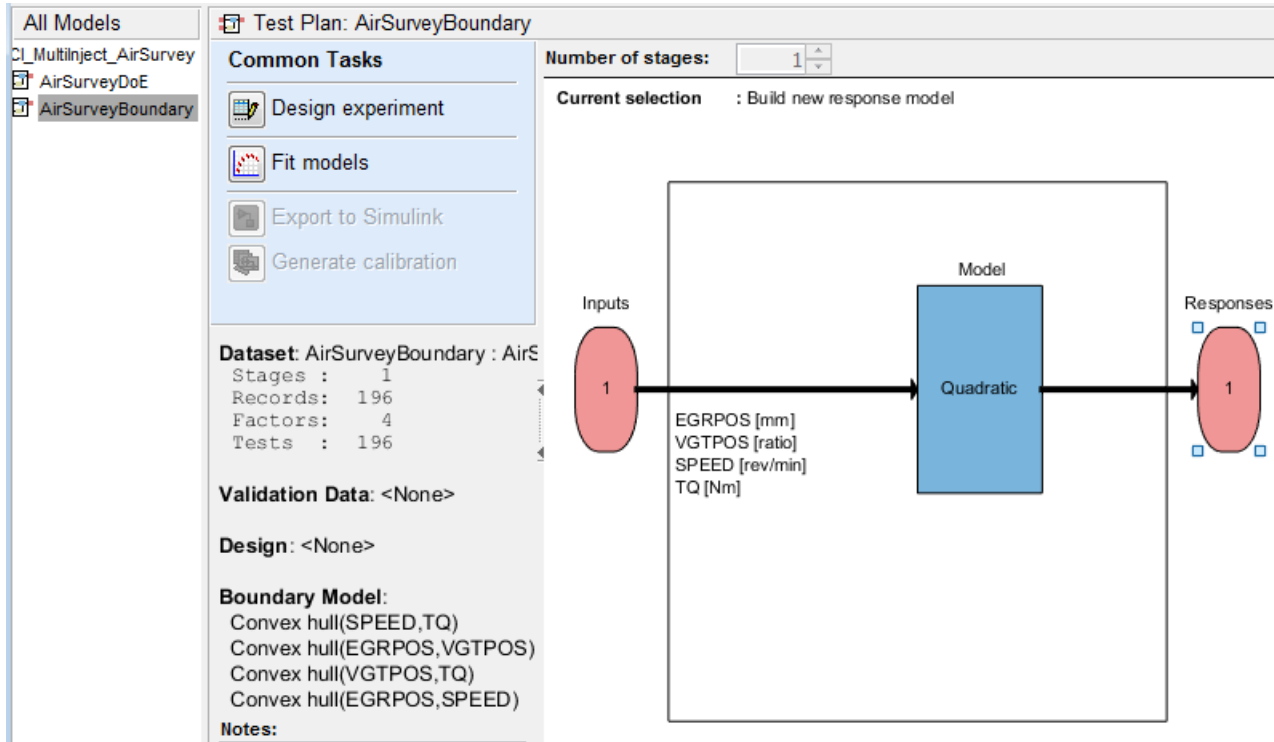 All Models
CI_MultiInject_AirSurvey
AirSurveyDoE
AirSurveyBoundary
Test Plan: AirSurveyBoundary
Common Tasks
Design experiment
Fit models
Export to Simulink
Generate calibration
Dataset: AirSurveyBoundary : AirS
Stages : 1
Records: 196
Factors: 4
Tests : 196
Validation Data: <None>
Design: <None>
Boundary Model:
Convex hull(SPEED,TQ)
Convex hull(EGRPOS,VGTPOS)
Convex hull(VGTPOS,TQ)
Convex hull(EGRPOS,SPEED)
Notes:
Number of stages: 1
Current selection : Build new response model
Inputs
1
EGRPOS [mm]
VGTPOS [ratio]
SPEED [rev/min]
TQ [Nm]
Model
Quadratic
Responses
1